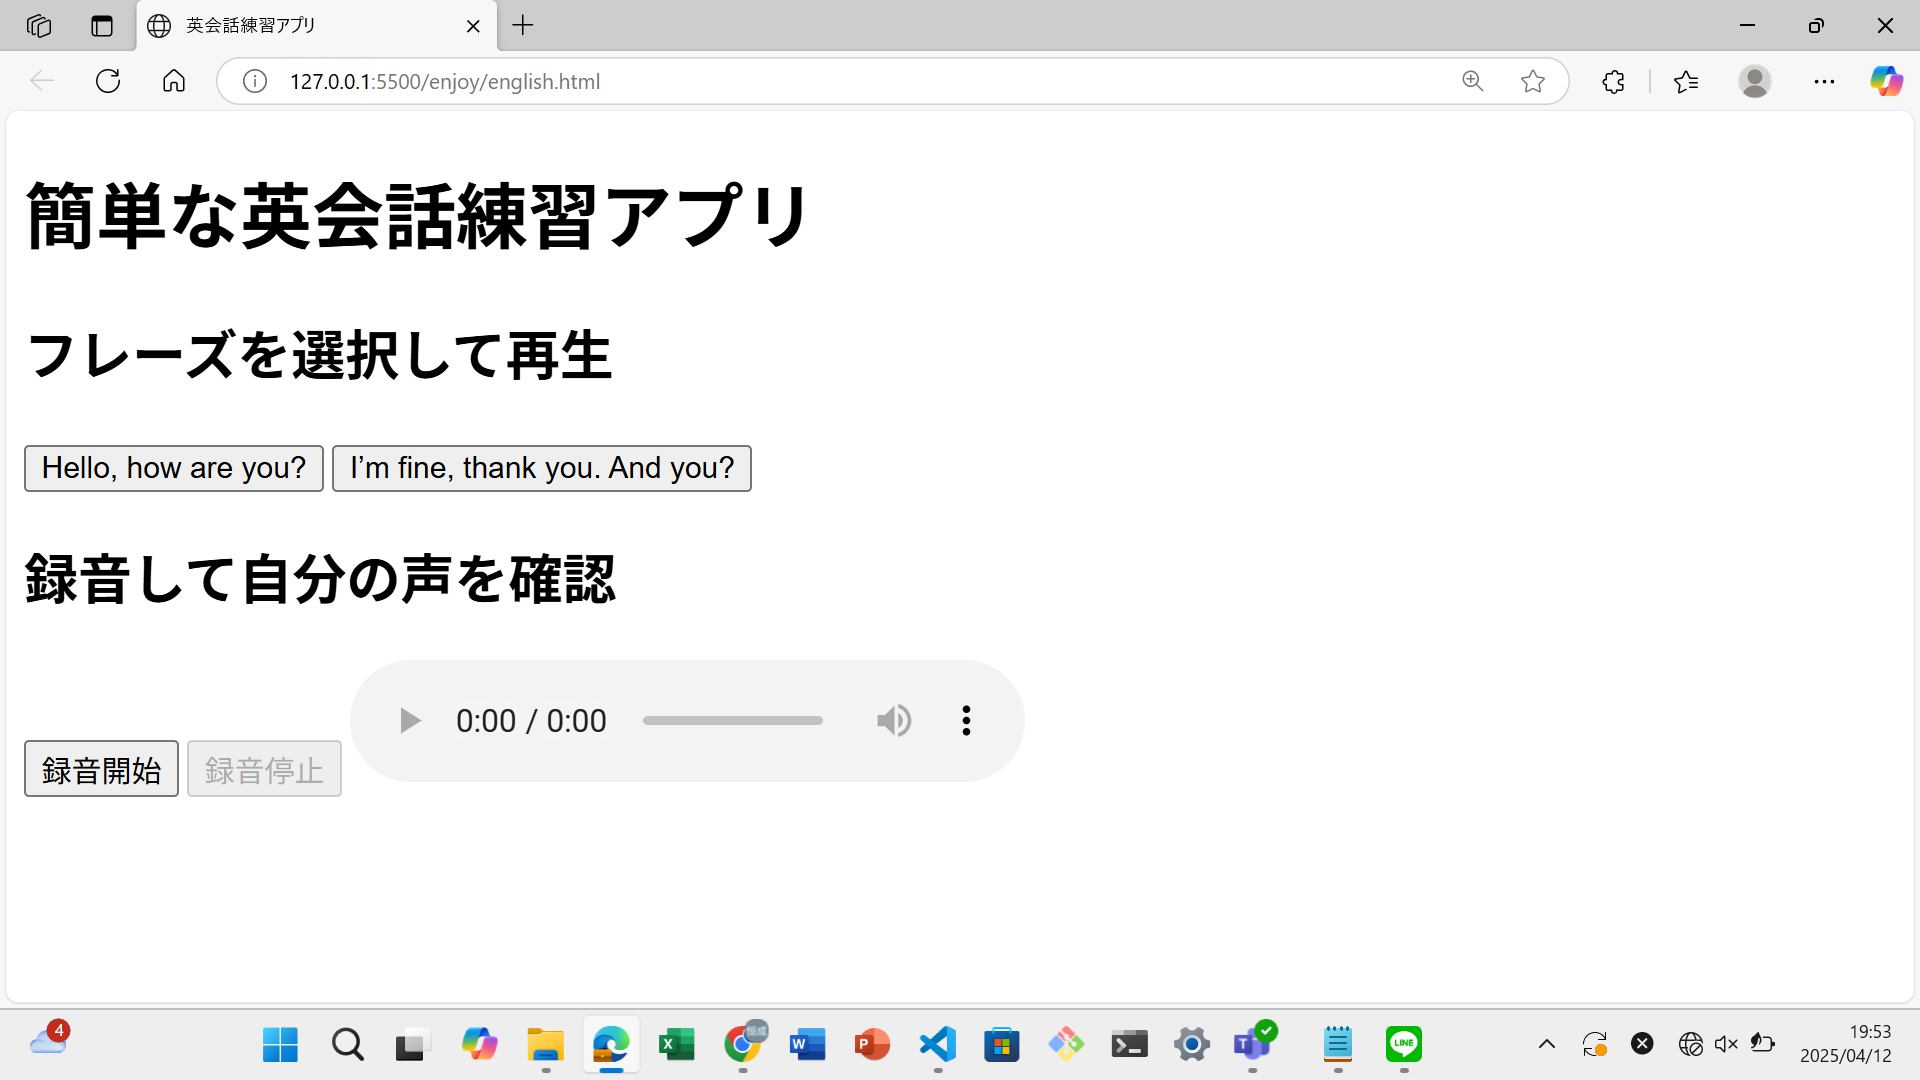 英会話練習アプリ
127.0.0.1:5500/enjoy/english.html
簡単な英会話練習アプリ
フレーズを選択して再生
Hello, how are you?
I’m fine, thank you. And you?
録音して自分の声を確認
録音開始
録音停止
0:00 / 0:00
4
恒成
19:53
2025/04/12
LINE